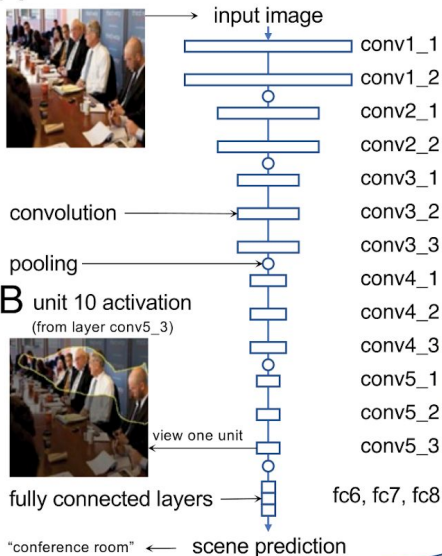 input image
conv1_1
conv1_2
conv2_1
conv2_2
conv3_1
convolution
conv3_2
conv3_3
pooling
conv4_1
B unit 10 activation
(from layer conv5_3)
conv4_2
conv4_3
conv5_1
conv5_2
view one unit
conv5_3
fully connected layers
fc6, fc7, fc8
"conference room"
scene prediction